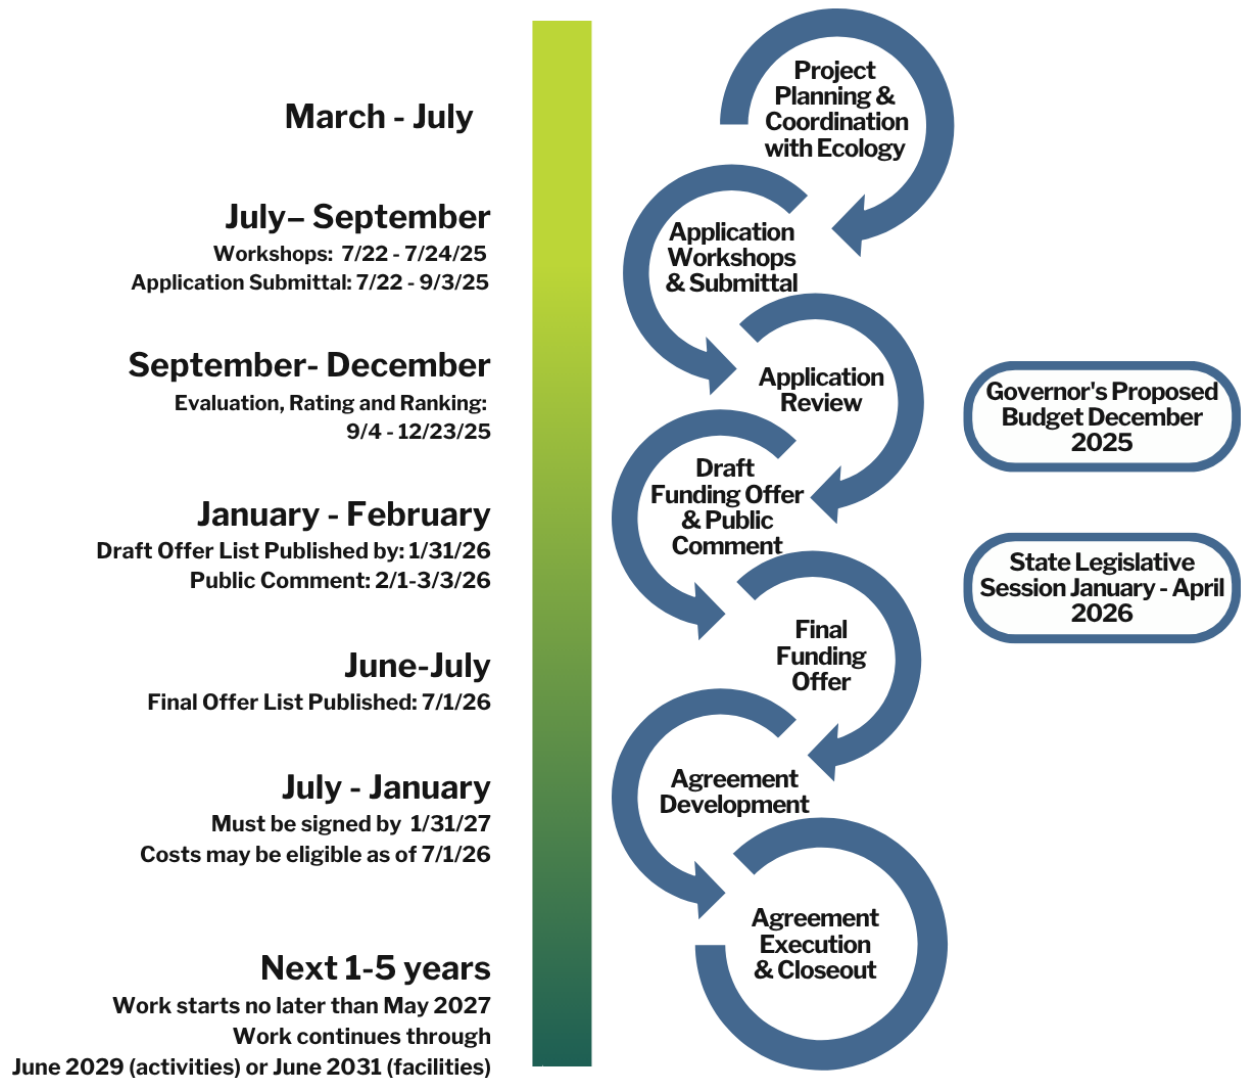 March - July
Project
Planning &
Coordination
with Ecology
July– September
Workshops: 7/22 - 7/24/25
Application Submittal: 7/22 - 9/3/25
Application
Workshops
& Submittal
September- December
Evaluation, Rating and Ranking:
9/4 - 12/23/25
Application
Review
Governor's Proposed
Budget December
2025
January - February
Draft Offer List Published by: 1/31/26
Public Comment: 2/1-3/3/26
Draft
Funding Offer
& Public
Comment
State Legislative
Session January - April
2026
June-July
Final Offer List Published: 7/1/26
Final
Funding
Offer
July - January
Must be signed by 1/31/27
Costs may be eligible as of 7/1/26
Agreement
Development
Next 1-5 years
Work starts no later than May 2027
Work continues through
June 2029 (activities) or June 2031 (facilities)
Agreement
Execution
& Closeout